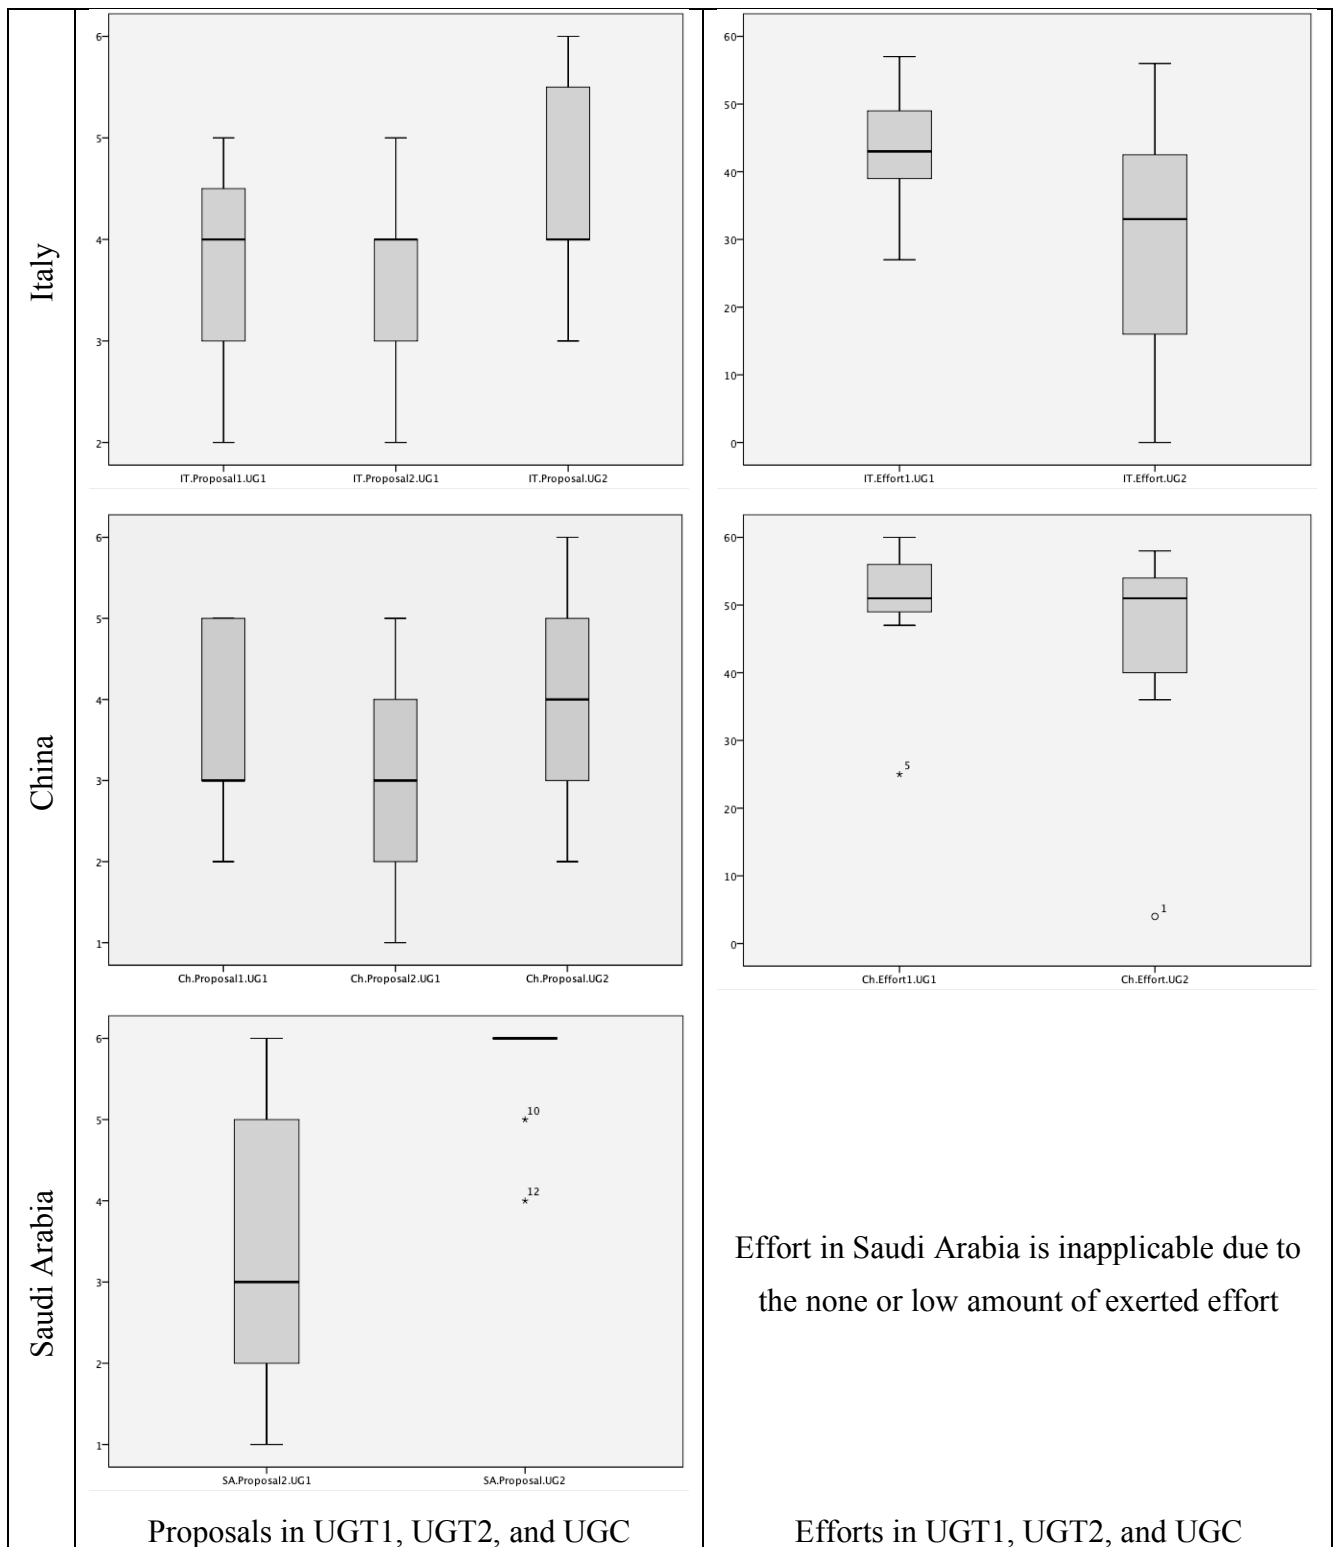 Italy
6
5
4
3
2
IT.Proposal1.UG1 IT.Proposal2.UG1 IT.Proposal.UG2
60
50
40
30
20
10
0
IT.Effort1.UG1 IT.Effort.UG2
China
6
5
4
3
2
1
Ch.Proposal1.UG1 Ch.Proposal2.UG1 Ch.Proposal.UG2
60
50
40
30
20
10
0
5
1
Ch.Effort1.UG1 Ch.Effort.UG2
Saudi Arabia
6
5
4
3
2
1
10
12
SA.Proposal2.UG1 SA.Proposal.UG2
Effort in Saudi Arabia is inapplicable due to
the none or low amount of exerted effort
Proposals in UGT1, UGT2, and UGC
Efforts in UGT1, UGT2, and UGC